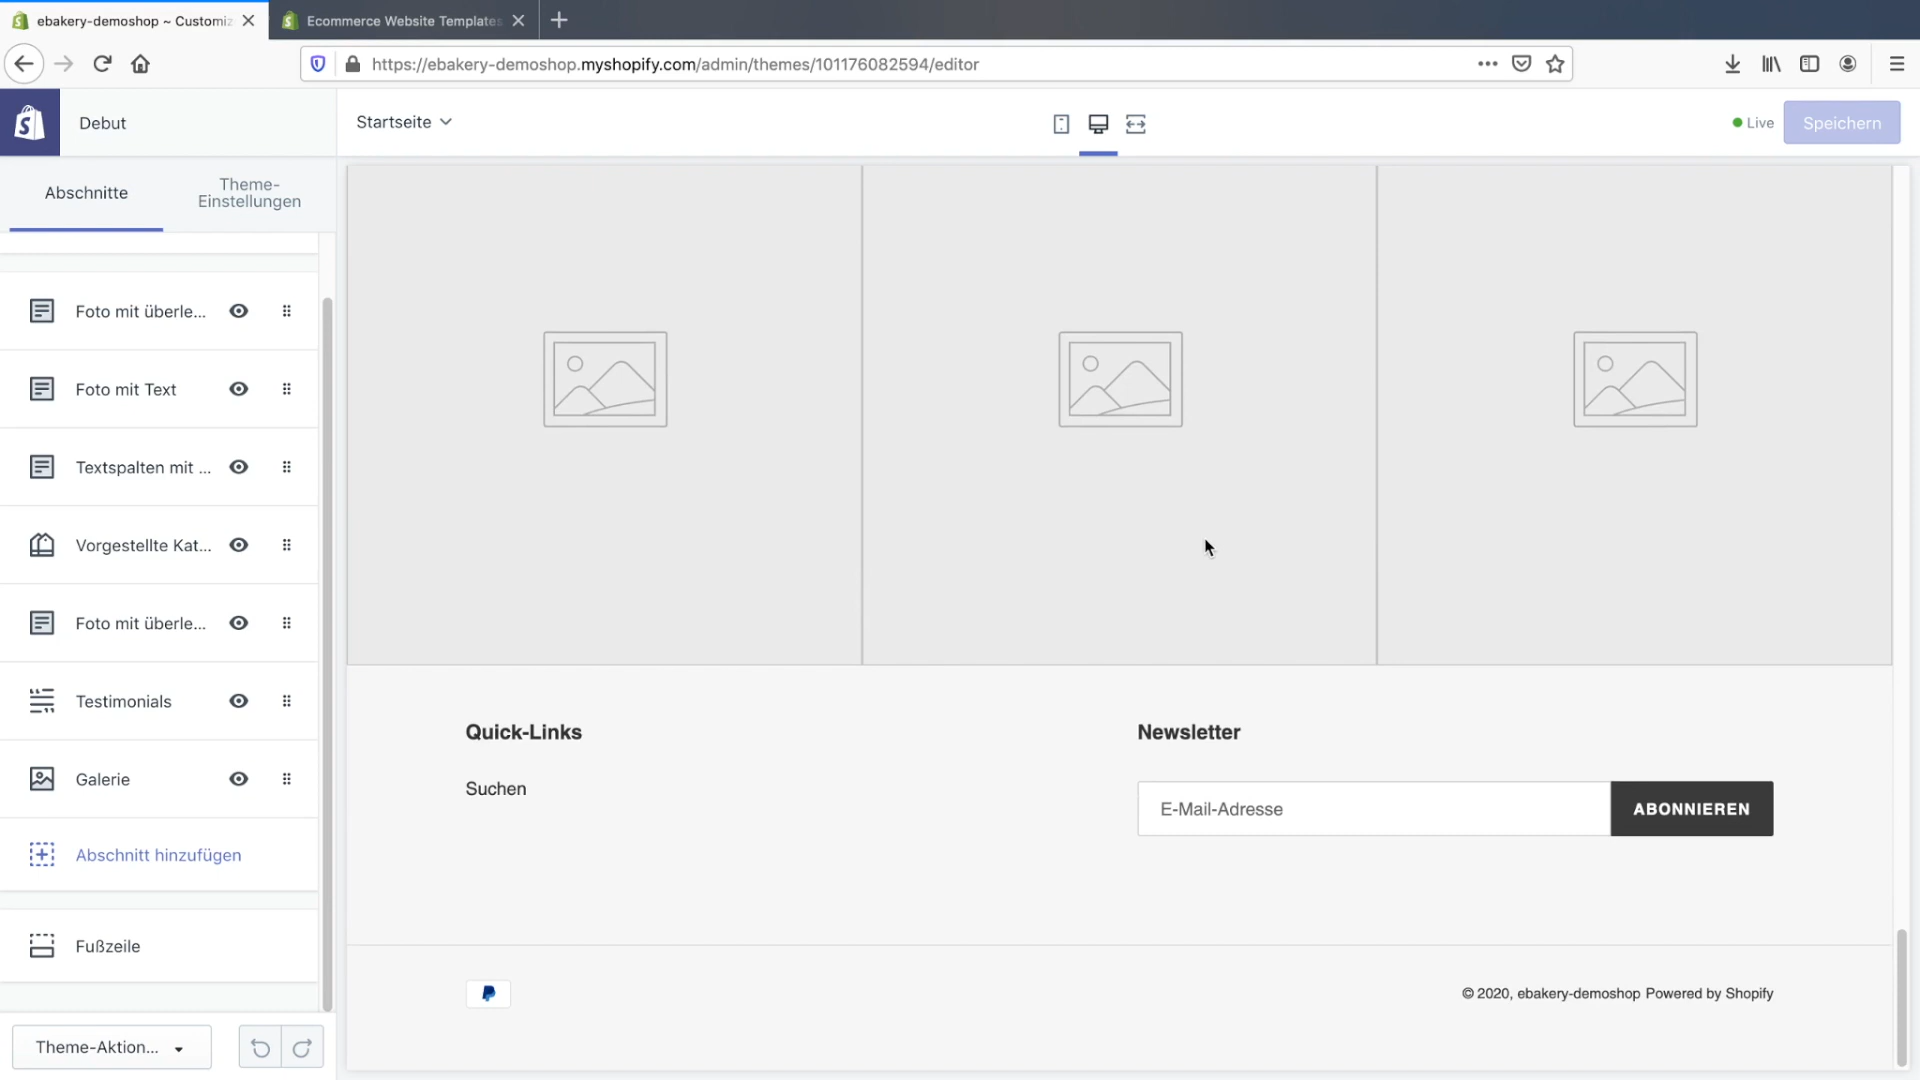 ebakery-demoshop ~ Customiz
Ecommerce Website Templates
https://ebakery-demoshop.myshopify.com/admin/themes/101176082594/editor
Debut
Startseite
Live
Speichern
Abschnitte
Theme-
Einstellungen
Foto mit überle...
Foto mit Text
Textspalten mit ...
Vorgestellte Kat...
Foto mit überle...
Testimonials
Galerie
Abschnitt hinzufügen
Fußzeile
Theme-Aktion...
Quick-Links
Suchen
Newsletter
E-Mail-Adresse
ABONNIEREN
© 2020, ebakery-demoshop Powered by Shopify